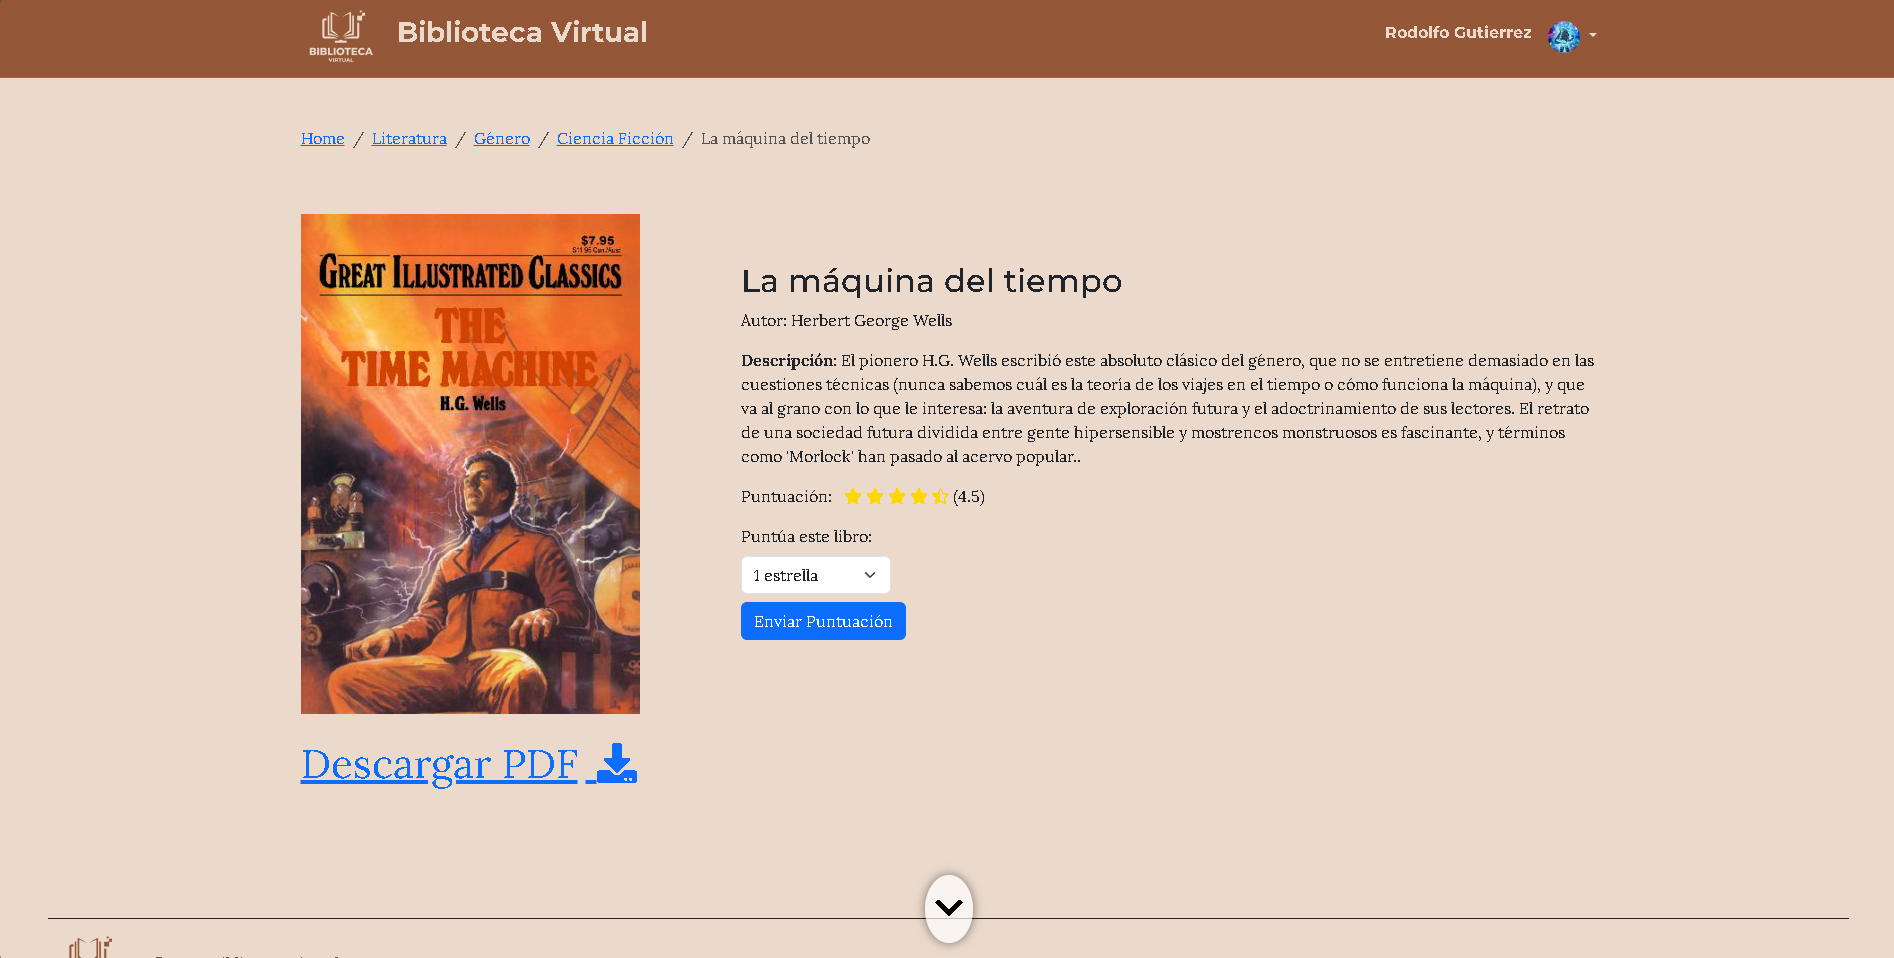 BIBLIOTECA
VIRTUAL
Biblioteca Virtual
Rodolfo Gutierrez
Home / Literatura / Género / Ciencia Ficción / La máquina del tiempo
$7.95
$11.95 Can./Aust
GREAT ILLUSTRATED CLASSICS
THE
TIME MACHINE
H.G. Wells
La máquina del tiempo
Autor: Herbert George Wells
Descripción: El pionero H.G. Wells escribió este absoluto clásico del género, que no se entretiene demasiado en las
cuestiones técnicas (nunca sabemos cuál es la teoría de los viajes en el tiempo o cómo funciona la máquina), y que
va al grano con lo que le interesa: la aventura de exploración futura y el adoctrinamiento de sus lectores. El retrato
de una sociedad futura dividida entre gente hipersensible y mostrencos monstruosos es fascinante, y términos
como 'Morlock' han pasado al acervo popular..
Puntuación: (4.5)
Puntúa este libro:
1 estrella
Enviar Puntuación
Descargar PDF